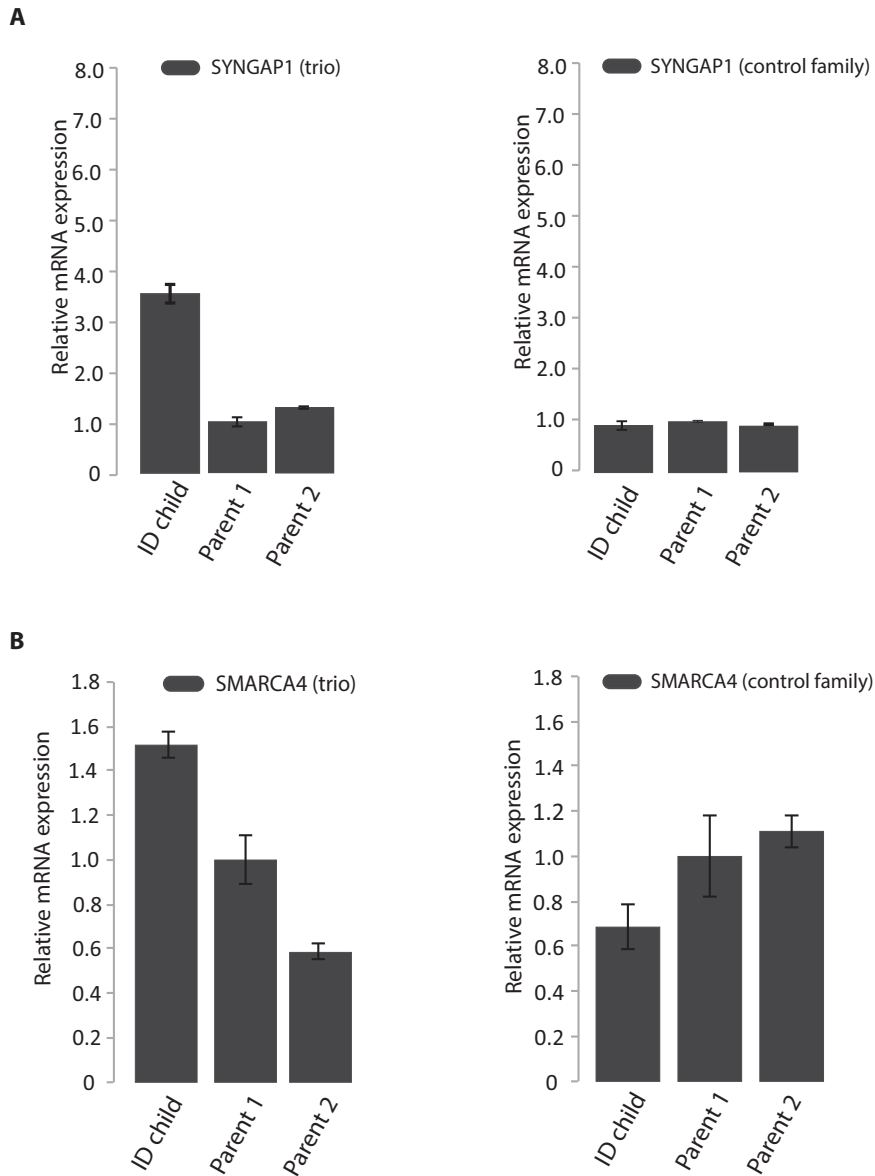 A
SYNGAP1 (trio)
Relative mRNA expression
8.0
7.0
6.0
5.0
4.0
3.0
2.0
1.0
0
ID child
Parent 1
Parent 2
SYNGAP1 (control family)
Relative mRNA expression
8.0
7.0
6.0
5.0
4.0
3.0
2.0
1.0
0
ID child
Parent 1
Parent 2
B
SMARCA4 (trio)
Relative mRNA expression
1.8
1.6
1.4
1.2
1.0
0.8
0.6
0.4
0.2
0
ID child
Parent 1
Parent 2
SMARCA4 (control family)
Relative mRNA expression
1.8
1.6
1.4
1.2
1.0
0.8
0.6
0.4
0.2
0
ID child
Parent 1
Parent 2